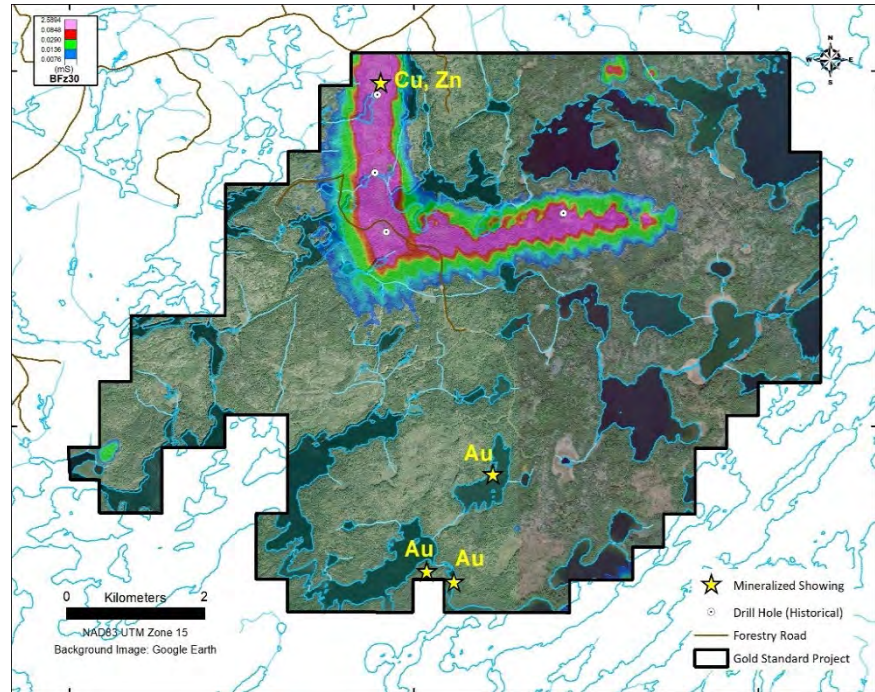 2.5894
0.0848
0.0290
0.0136
0.0076
(mS)
BFz30
N
W E
S
Cu, Zn
Au
Au
Au
0 Kilometers 2
NAD83 UTM Zone 15
Background Image: Google Earth
Mineralized Showing
Drill Hole (Historical)
Forestry Road
Gold Standard Project